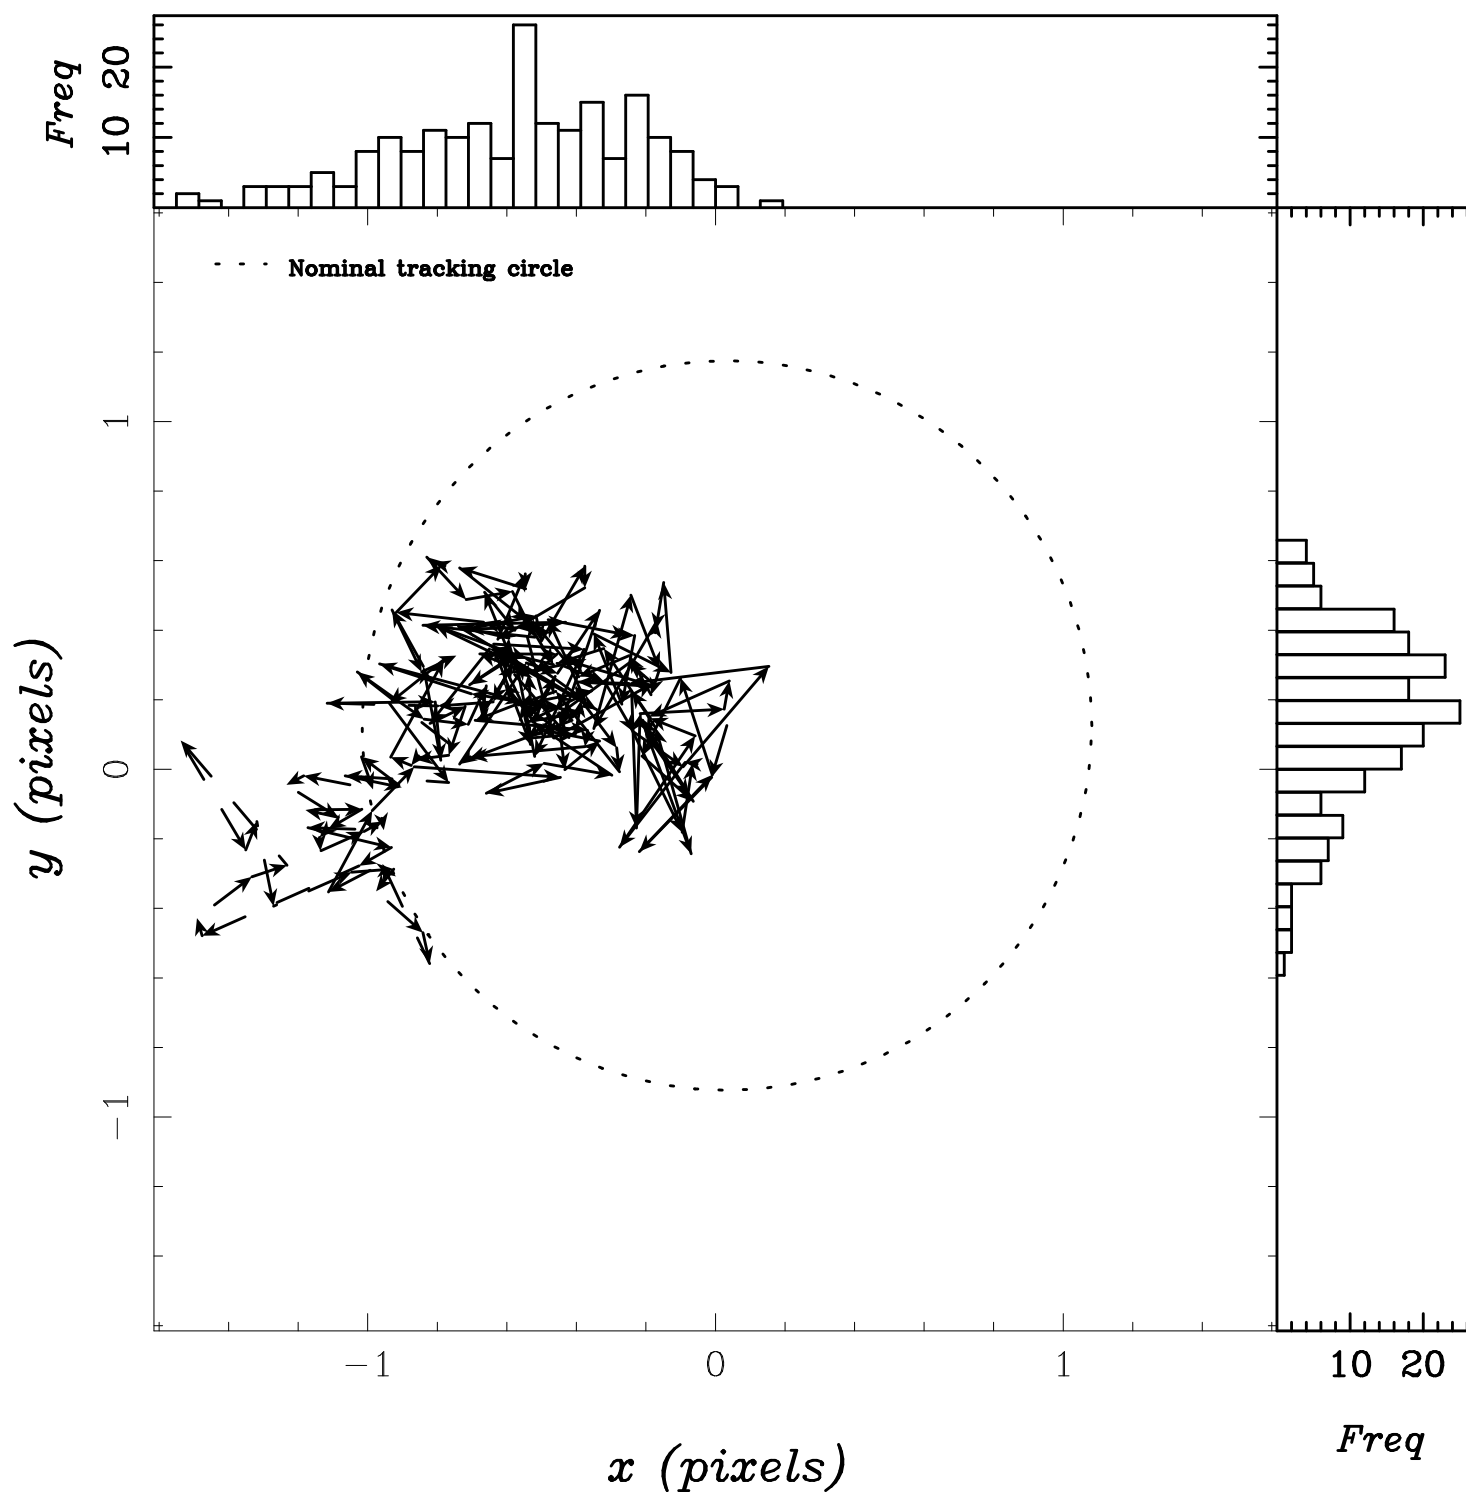 Freq
20
10
Nominal tracking circle
1
0
−1
y (pixels)
−1 0 1
10 20
x (pixels)
Freq